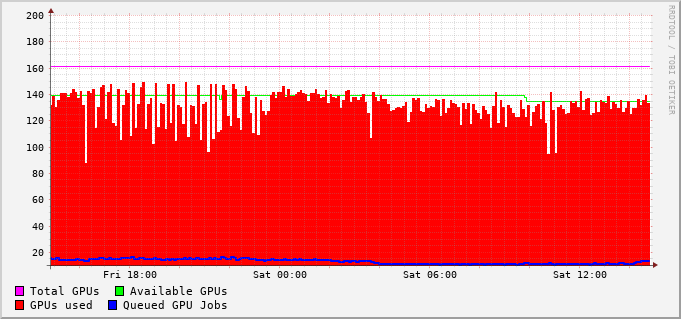 200
180
160
140
120
100
80
60
40
20
Fri 18:00 Sat 00:00 Sat 06:00 Sat 12:00
Total GPUs Available GPUs
GPUs used Queued GPU Jobs
RRDTOOL / TOBI OETIKER